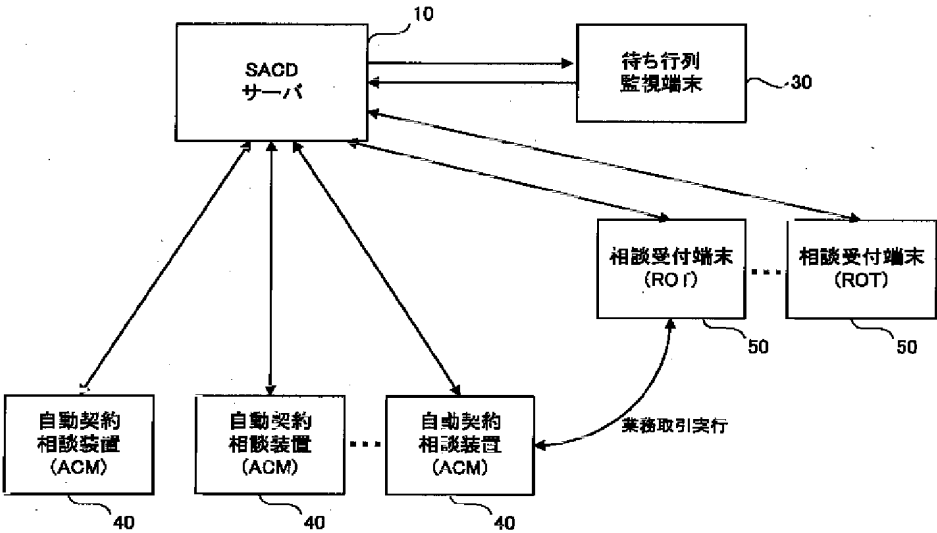 10
SACD
サーバ
待ち行列
監視端末
30
相談受付端末
(ROT)
50
相談受付端末
(ROT)
50
業務取引実行
自動契約
相談装置
(ACM)
40
自動契約
相談装置
(ACM)
40
自動契約
相談装置
(ACM)
40